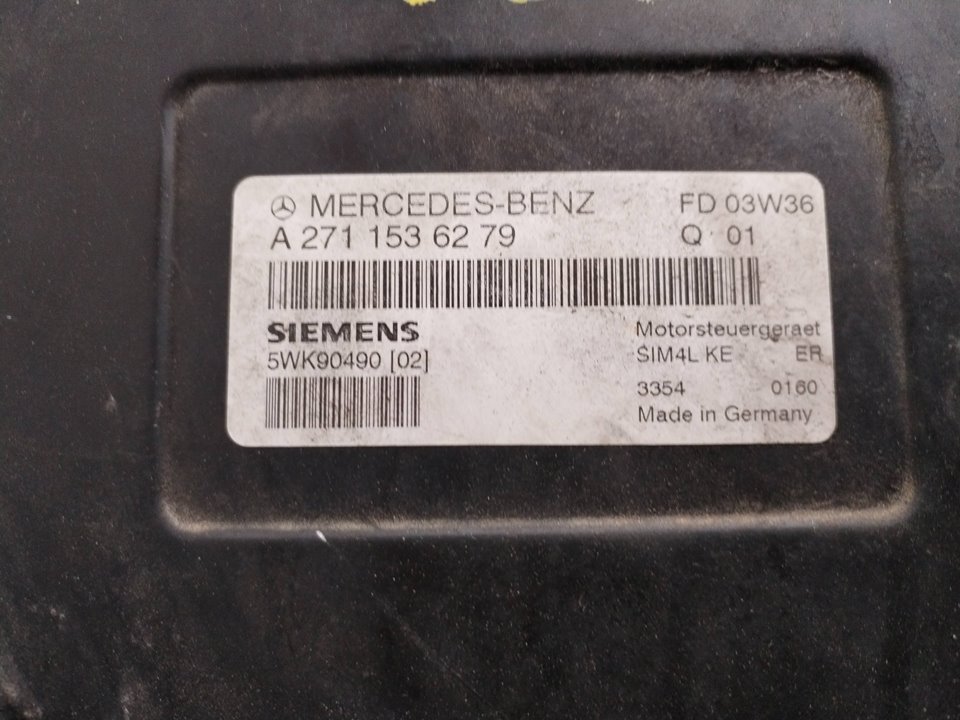 MERCEDES-BENZ FD 03W36
A 271 153 62 79 Q 01
SIEMENS
5WK90490 [02]
Motorsteuergeraet
SIM4L KE ER
3354 0160
Made in Germany